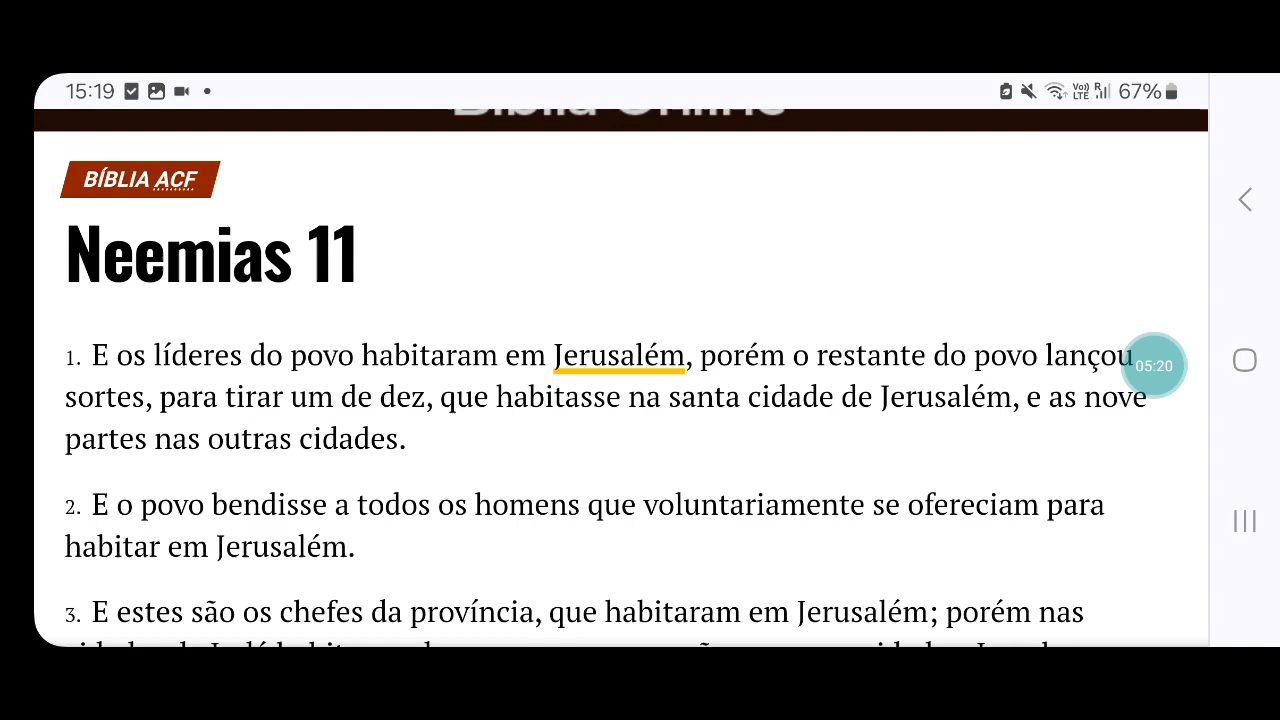 15:19 67%
Bíblia Online
BÍBLIA ACF
Neemias 11
1. E os líderes do povo habitaram em Jerusalém, porém o restante do povo lançou
05:20
sortes, para tirar um de dez, que habitasse na santa cidade de Jerusalém, e as nove
partes nas outras cidades.
2. E o povo bendisse a todos os homens que voluntariamente se ofereciam para
habitar em Jerusalém.
3. E estes são os chefes da província, que habitaram em Jerusalém; porém nas